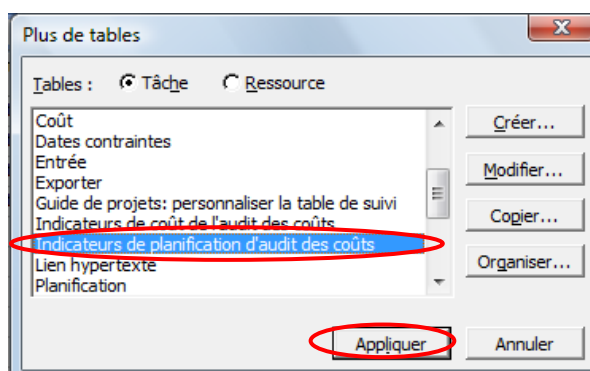 Plus de tables
Tables : Tâche Ressource
Coût
Dates contraintes
Entrée
Exporter
Guide de projets: personnaliser la table de suivi
Indicateurs de coût de l'audit des coûts
Indicateurs de planification d'audit des coûts
Lien hypertexte
Planification
Créer...
Modifier...
Copier...
Organiser...
Appliquer Annuler